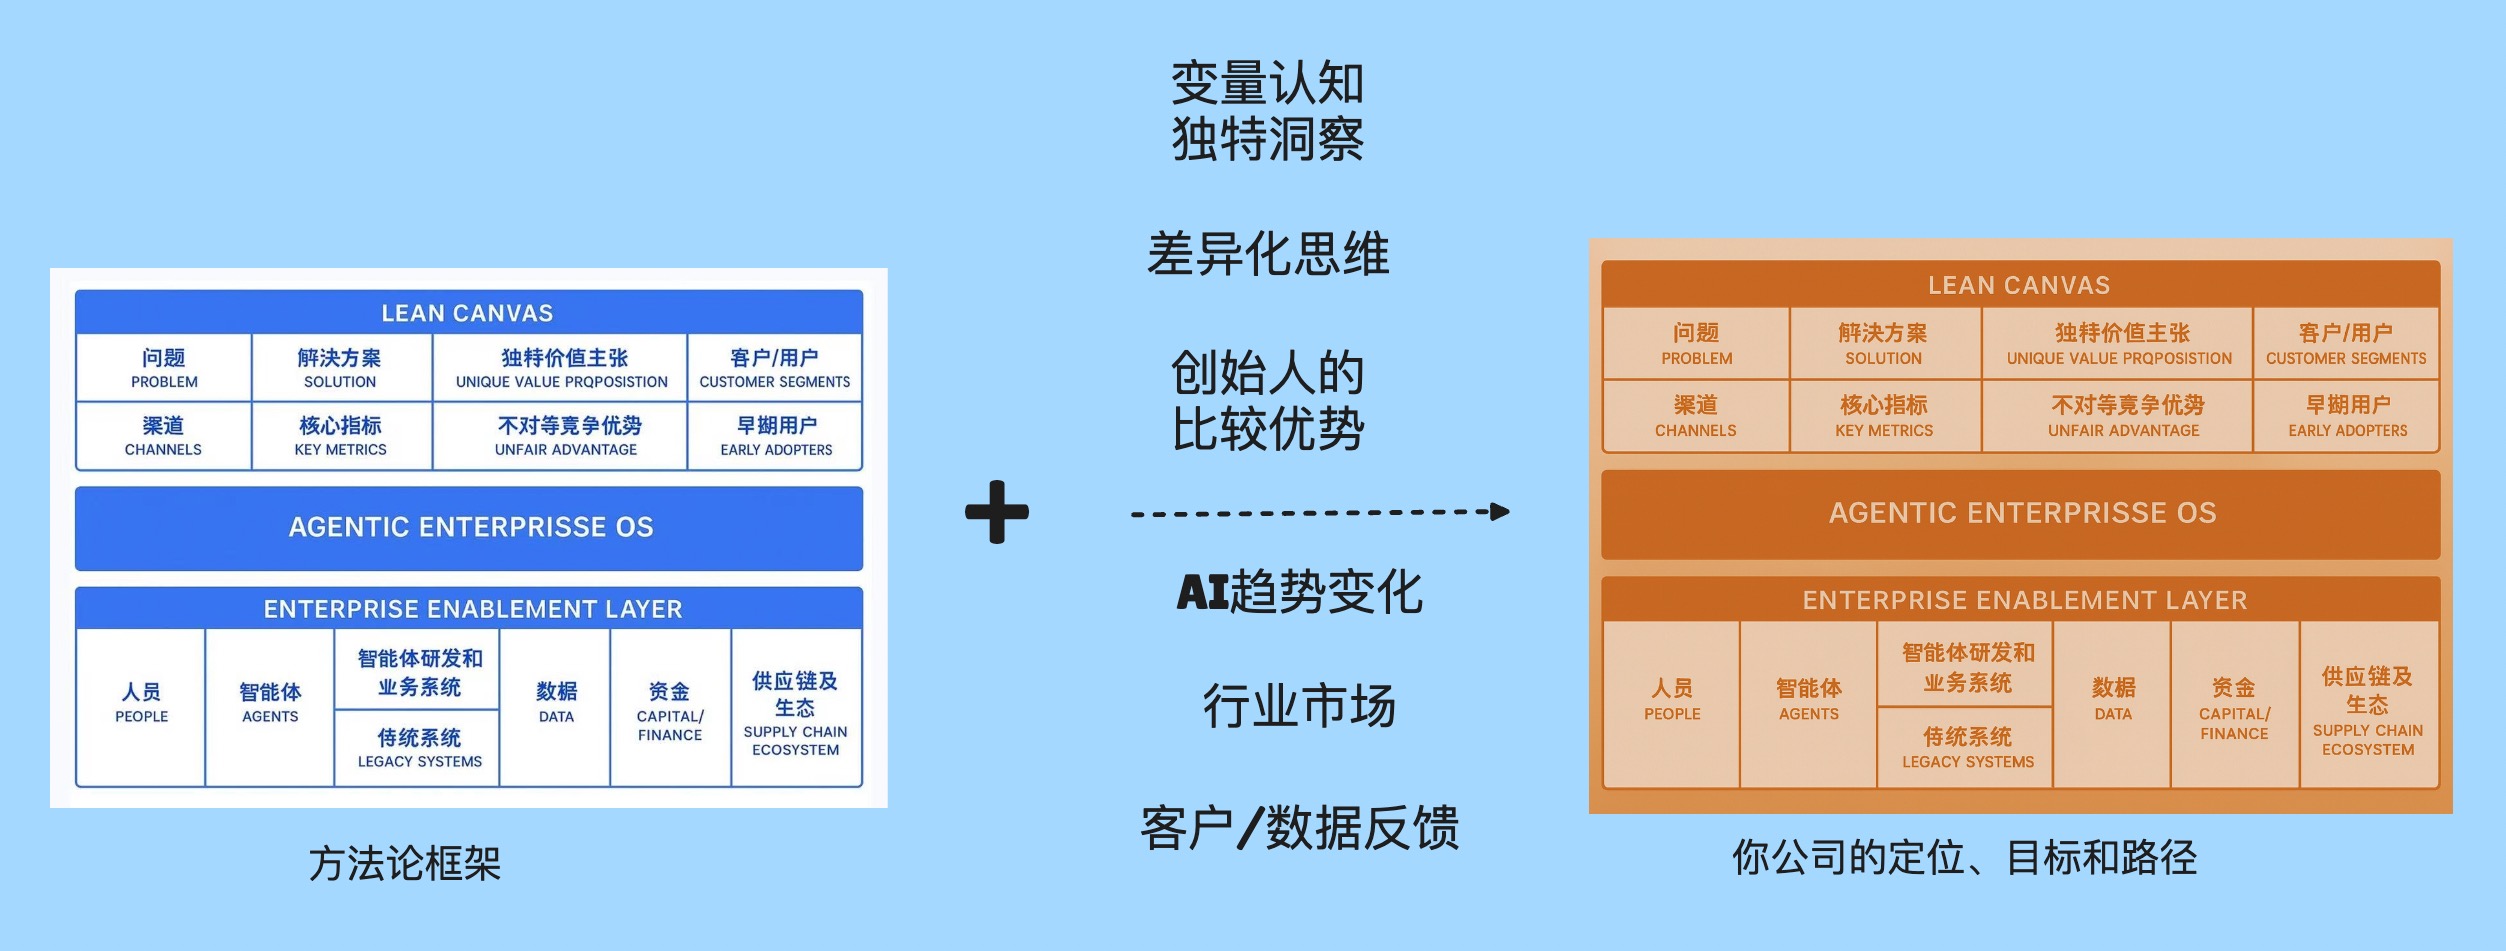 变量认知
独特洞察
差异化思维
创始人的
比较优势
AI趋势变化
行业市场
客户/数据反馈
LEAN CANVAS
问题
PROBLEM
解决方案
SOLUTION
独特价值主张
UNIQUE VALUE PRQPOSISTION
客户/用户
CUSTOMER SEGMENTS
渠道
CHANNELS
核心指标
KEY METRICS
不对等竞争优势
UNFAIR ADVANTAGE
早期用户
EARLY ADOPTERS
AGENTIC ENTERPRISSE OS
ENTERPRISE ENABLEMENT LAYER
人员
PEOPLE
智能体
AGENTS
智能体研发和
业务系统
传统系统
LEGACY SYSTEMS
数据
DATA
资金
CAPITAL/
FINANCE
供应链及
生态
SUPPLY CHAIN
ECOSYSTEM
方法论框架
LEAN CANVAS
问题
PROBLEM
解决方案
SOLUTION
独特价值主张
UNIQUE VALUE PRQPOSISTION
客户/用户
CUSTOMER SEGMENTS
渠道
CHANNELS
核心指标
KEY METRICS
不对等竞争优势
UNFAIR ADVANTAGE
早期用户
EARLY ADOPTERS
AGENTIC ENTERPRISSE OS
ENTERPRISE ENABLEMENT LAYER
人员
PEOPLE
智能体
AGENTS
智能体研发和
业务系统
传统系统
LEGACY SYSTEMS
数据
DATA
资金
CAPITAL/
FINANCE
供应链及
生态
SUPPLY CHAIN
ECOSYSTEM
你公司的定位、目标和路径